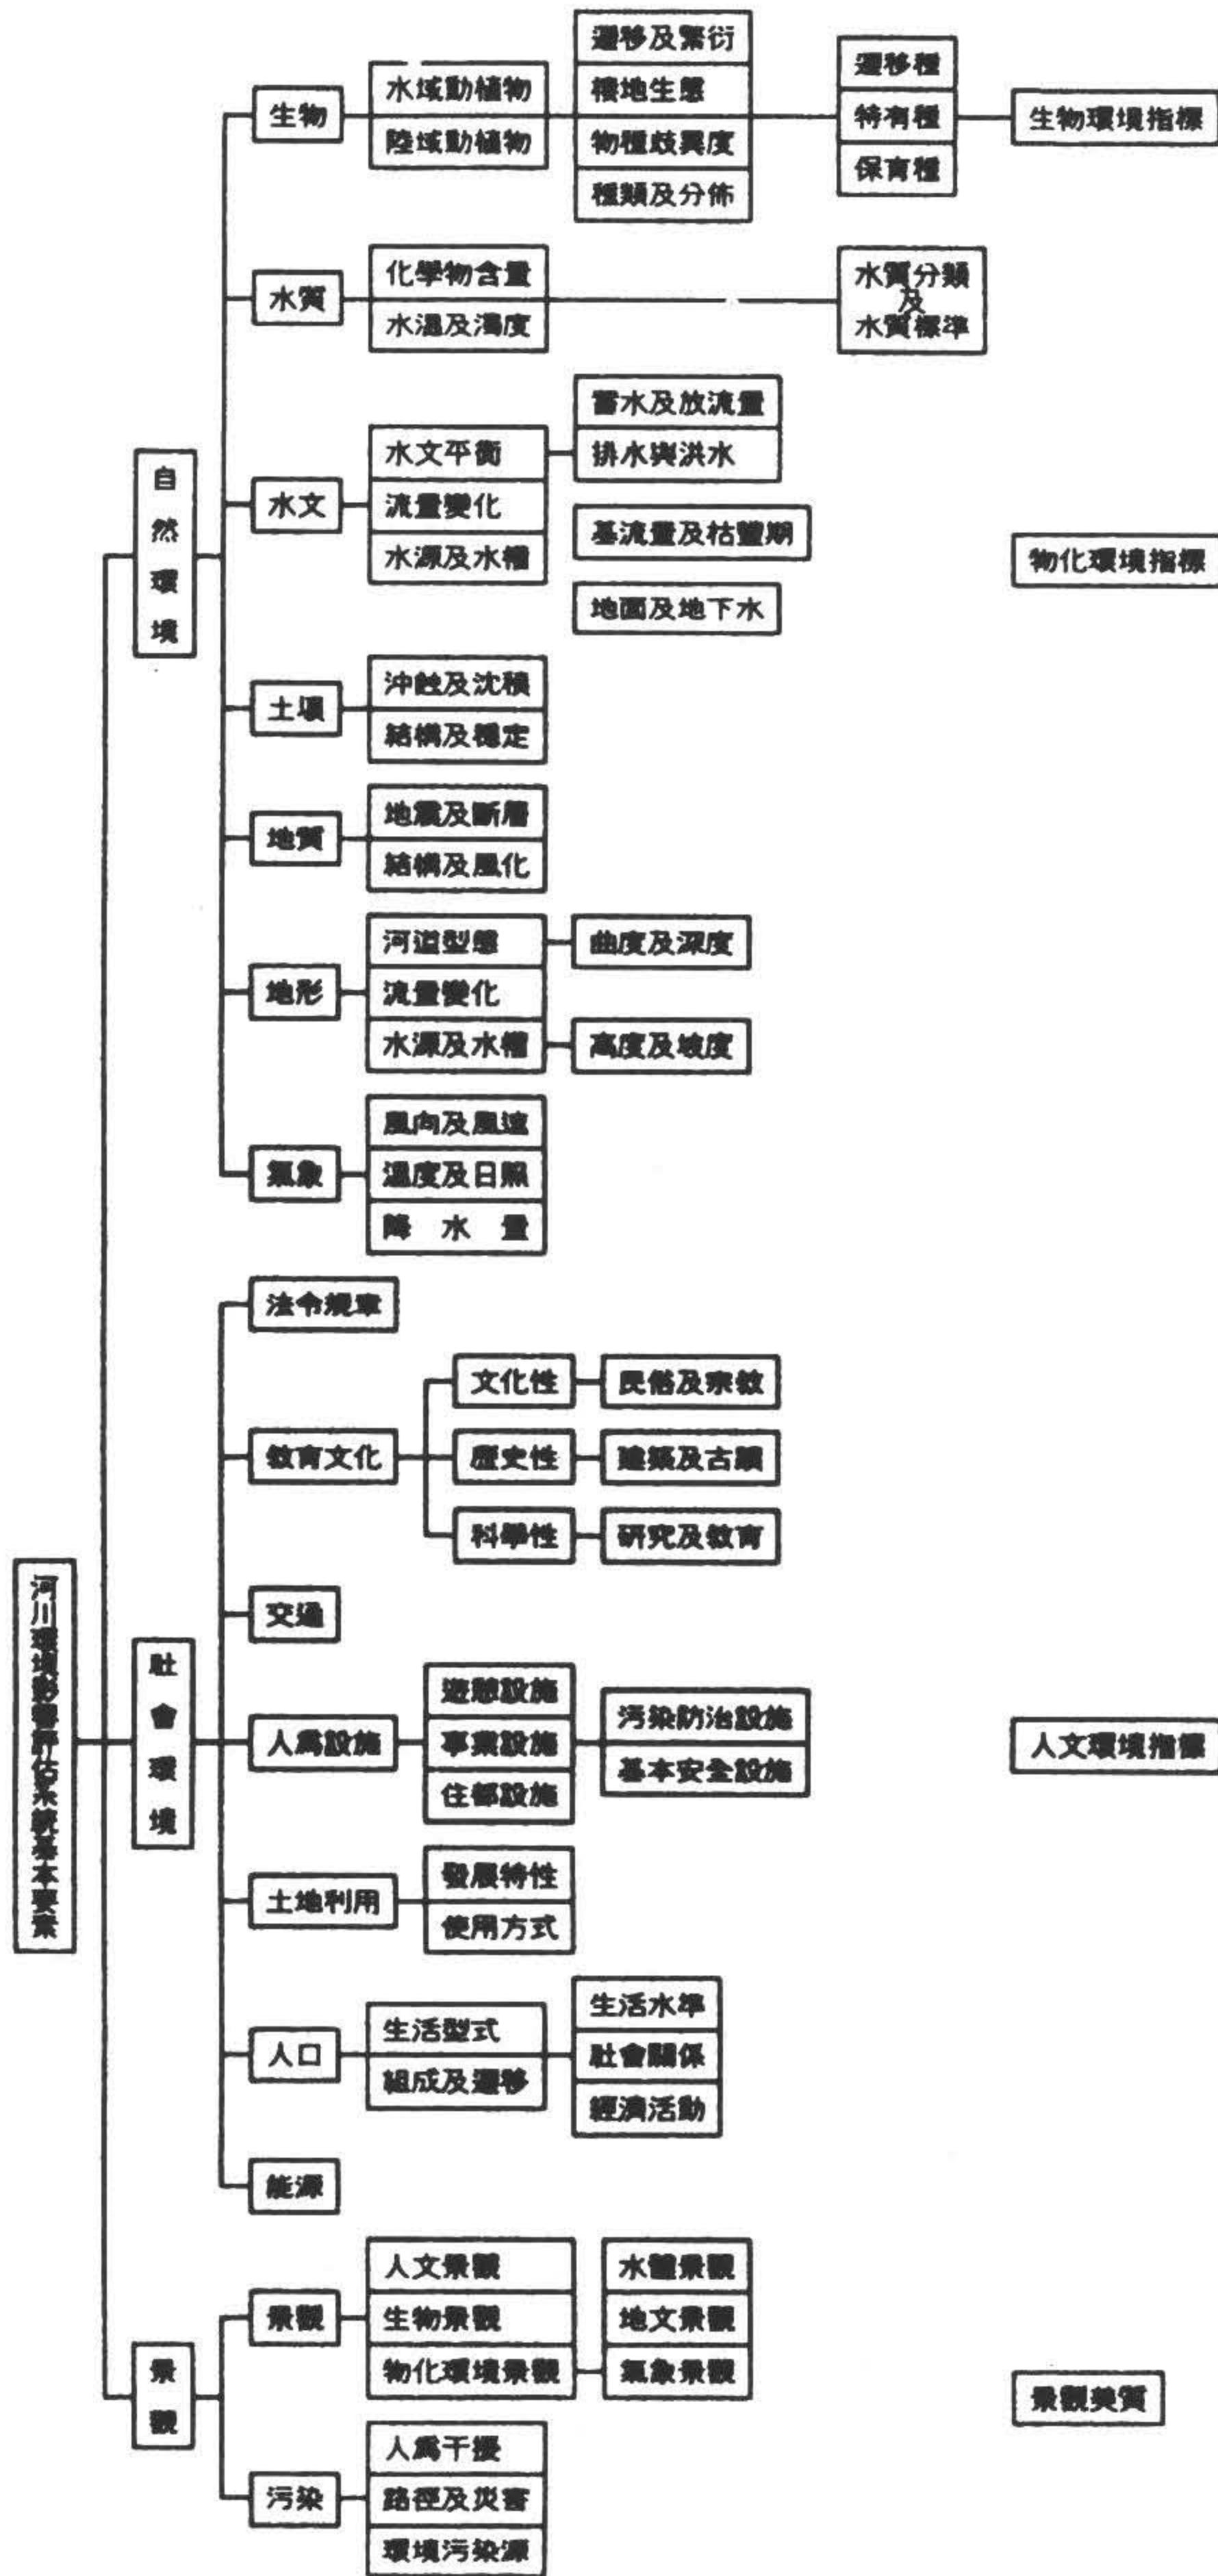 河川環境影響評估系統基本要素
自然環境
生物
水域動植物
陸域動植物
遷移及繁衍
棲地生態
物種歧異度
種類及分佈
遷移種
特有種
保育種
生物環境指標
水質
化學物含量
水溫及濁度
水質分類
及
水質標準
水文
水文平衡
流量變化
水源及水權
蓄水及放流量
排水與洪水
基流量及枯豐期
地面及地下水
物化環境指標
土壤
沖蝕及沈積
結構及穩定
地質
地震及斷層
結構及風化
地形
河道型態
流量變化
水源及水權
曲度及深度
高度及坡度
氣象
風向及風速
溫度及日照
降水量
社會環境
法令規章
教育文化
文化性
民俗及宗教
歷史性
建築及古蹟
科學性
研究及教育
交通
人為設施
遊憩設施
事業設施
住都設施
污染防治設施
基本安全設施
人文環境指標
土地利用
發展特性
使用方式
人口
生活型式
組成及遷移
生活水準
社會關係
經濟活動
能源
景觀
景觀
人文景觀
生物景觀
物化環境景觀
水體景觀
地文景觀
氣象景觀
景觀美質
污染
人為干擾
路徑及災害
環境污染源